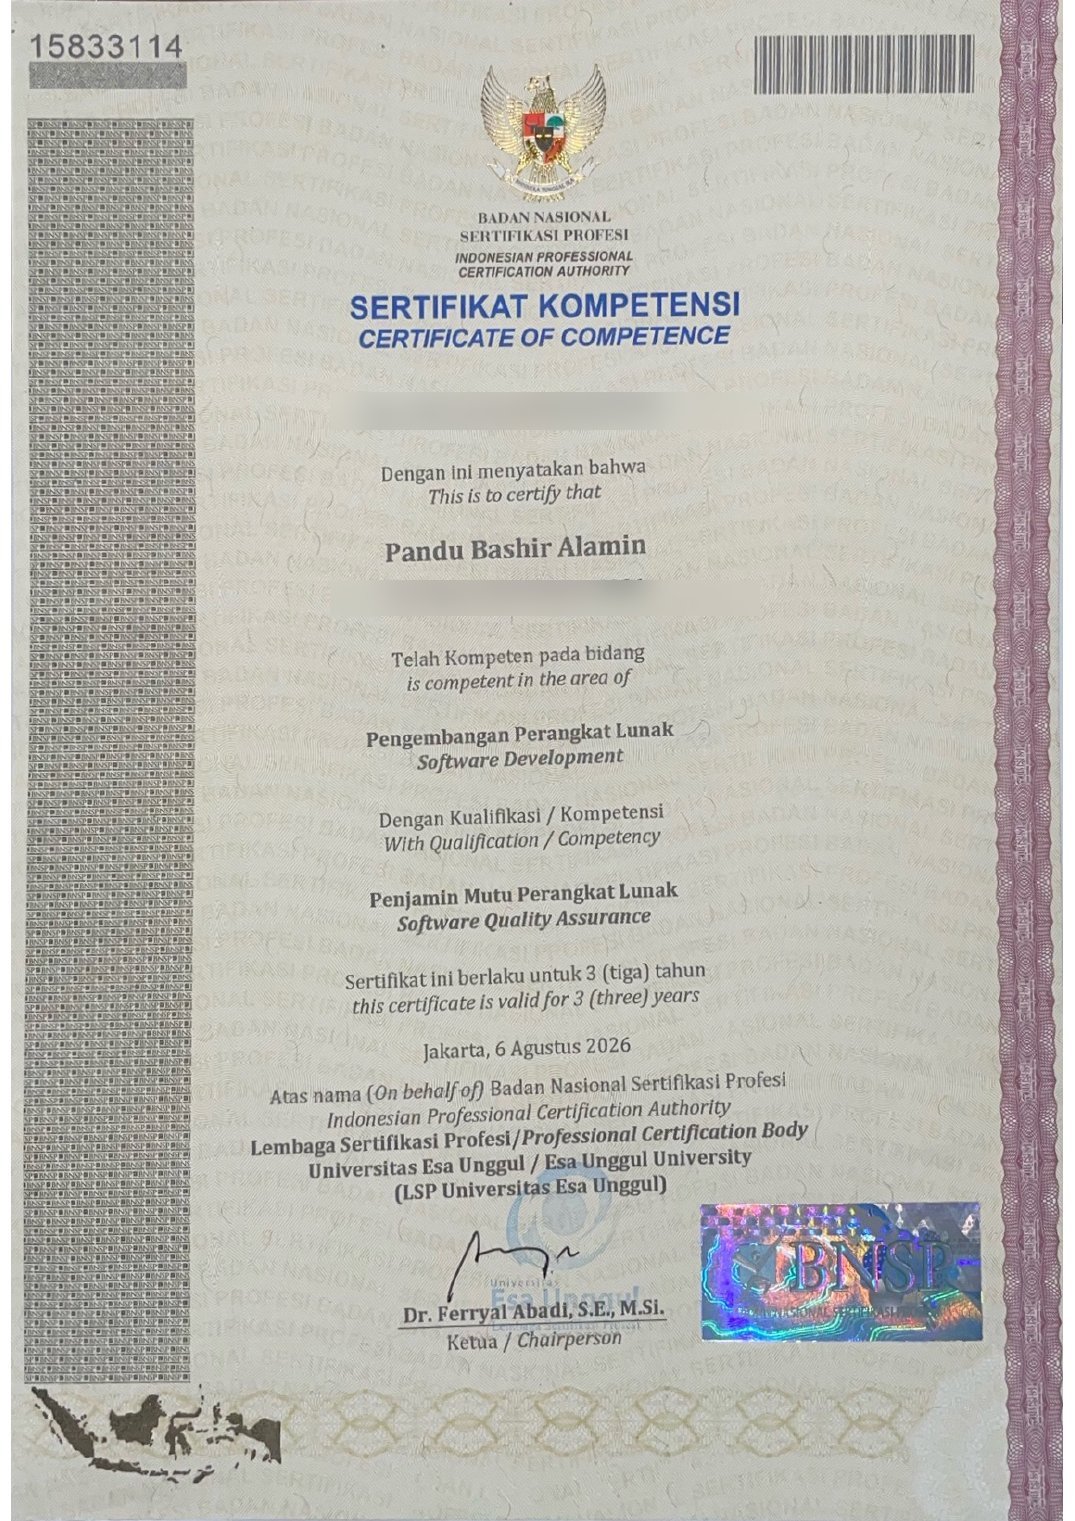 15833114
BADAN NASIONAL
SERTIFIKASI PROFESI
INDONESIAN PROFESSIONAL
CERTIFICATION AUTHORITY
SERTIFIKAT KOMPETENSI
CERTIFICATE OF COMPETENCE
Dengan ini menyatakan bahwa
This is to certify that
Pandu Bashir Alamin
Telah Kompeten pada bidang
is competent in the area of
Pengembangan Perangkat Lunak
Software Development
Dengan Kualifikasi / Kompetensi
With Qualification / Competency
Penjamin Mutu Perangkat Lunak
Software Quality Assurance
Sertifikat ini berlaku untuk 3 (tiga) tahun
this certificate is valid for 3 (three) years
Jakarta, 6 Agustus 2026
Atas nama (On behalf of) Badan Nasional Sertifikasi Profesi
Indonesian Professional Certification Authority
Lembaga Sertifikasi Profesi/Professional Certification Body
Universitas Esa Unggul / Esa Unggul University
(LSP Universitas Esa Unggul)
Universitas
Esa Unggul
BNSP
Dr. Ferryal Abadi, S.E., M.Si.
Ketua / Chairperson